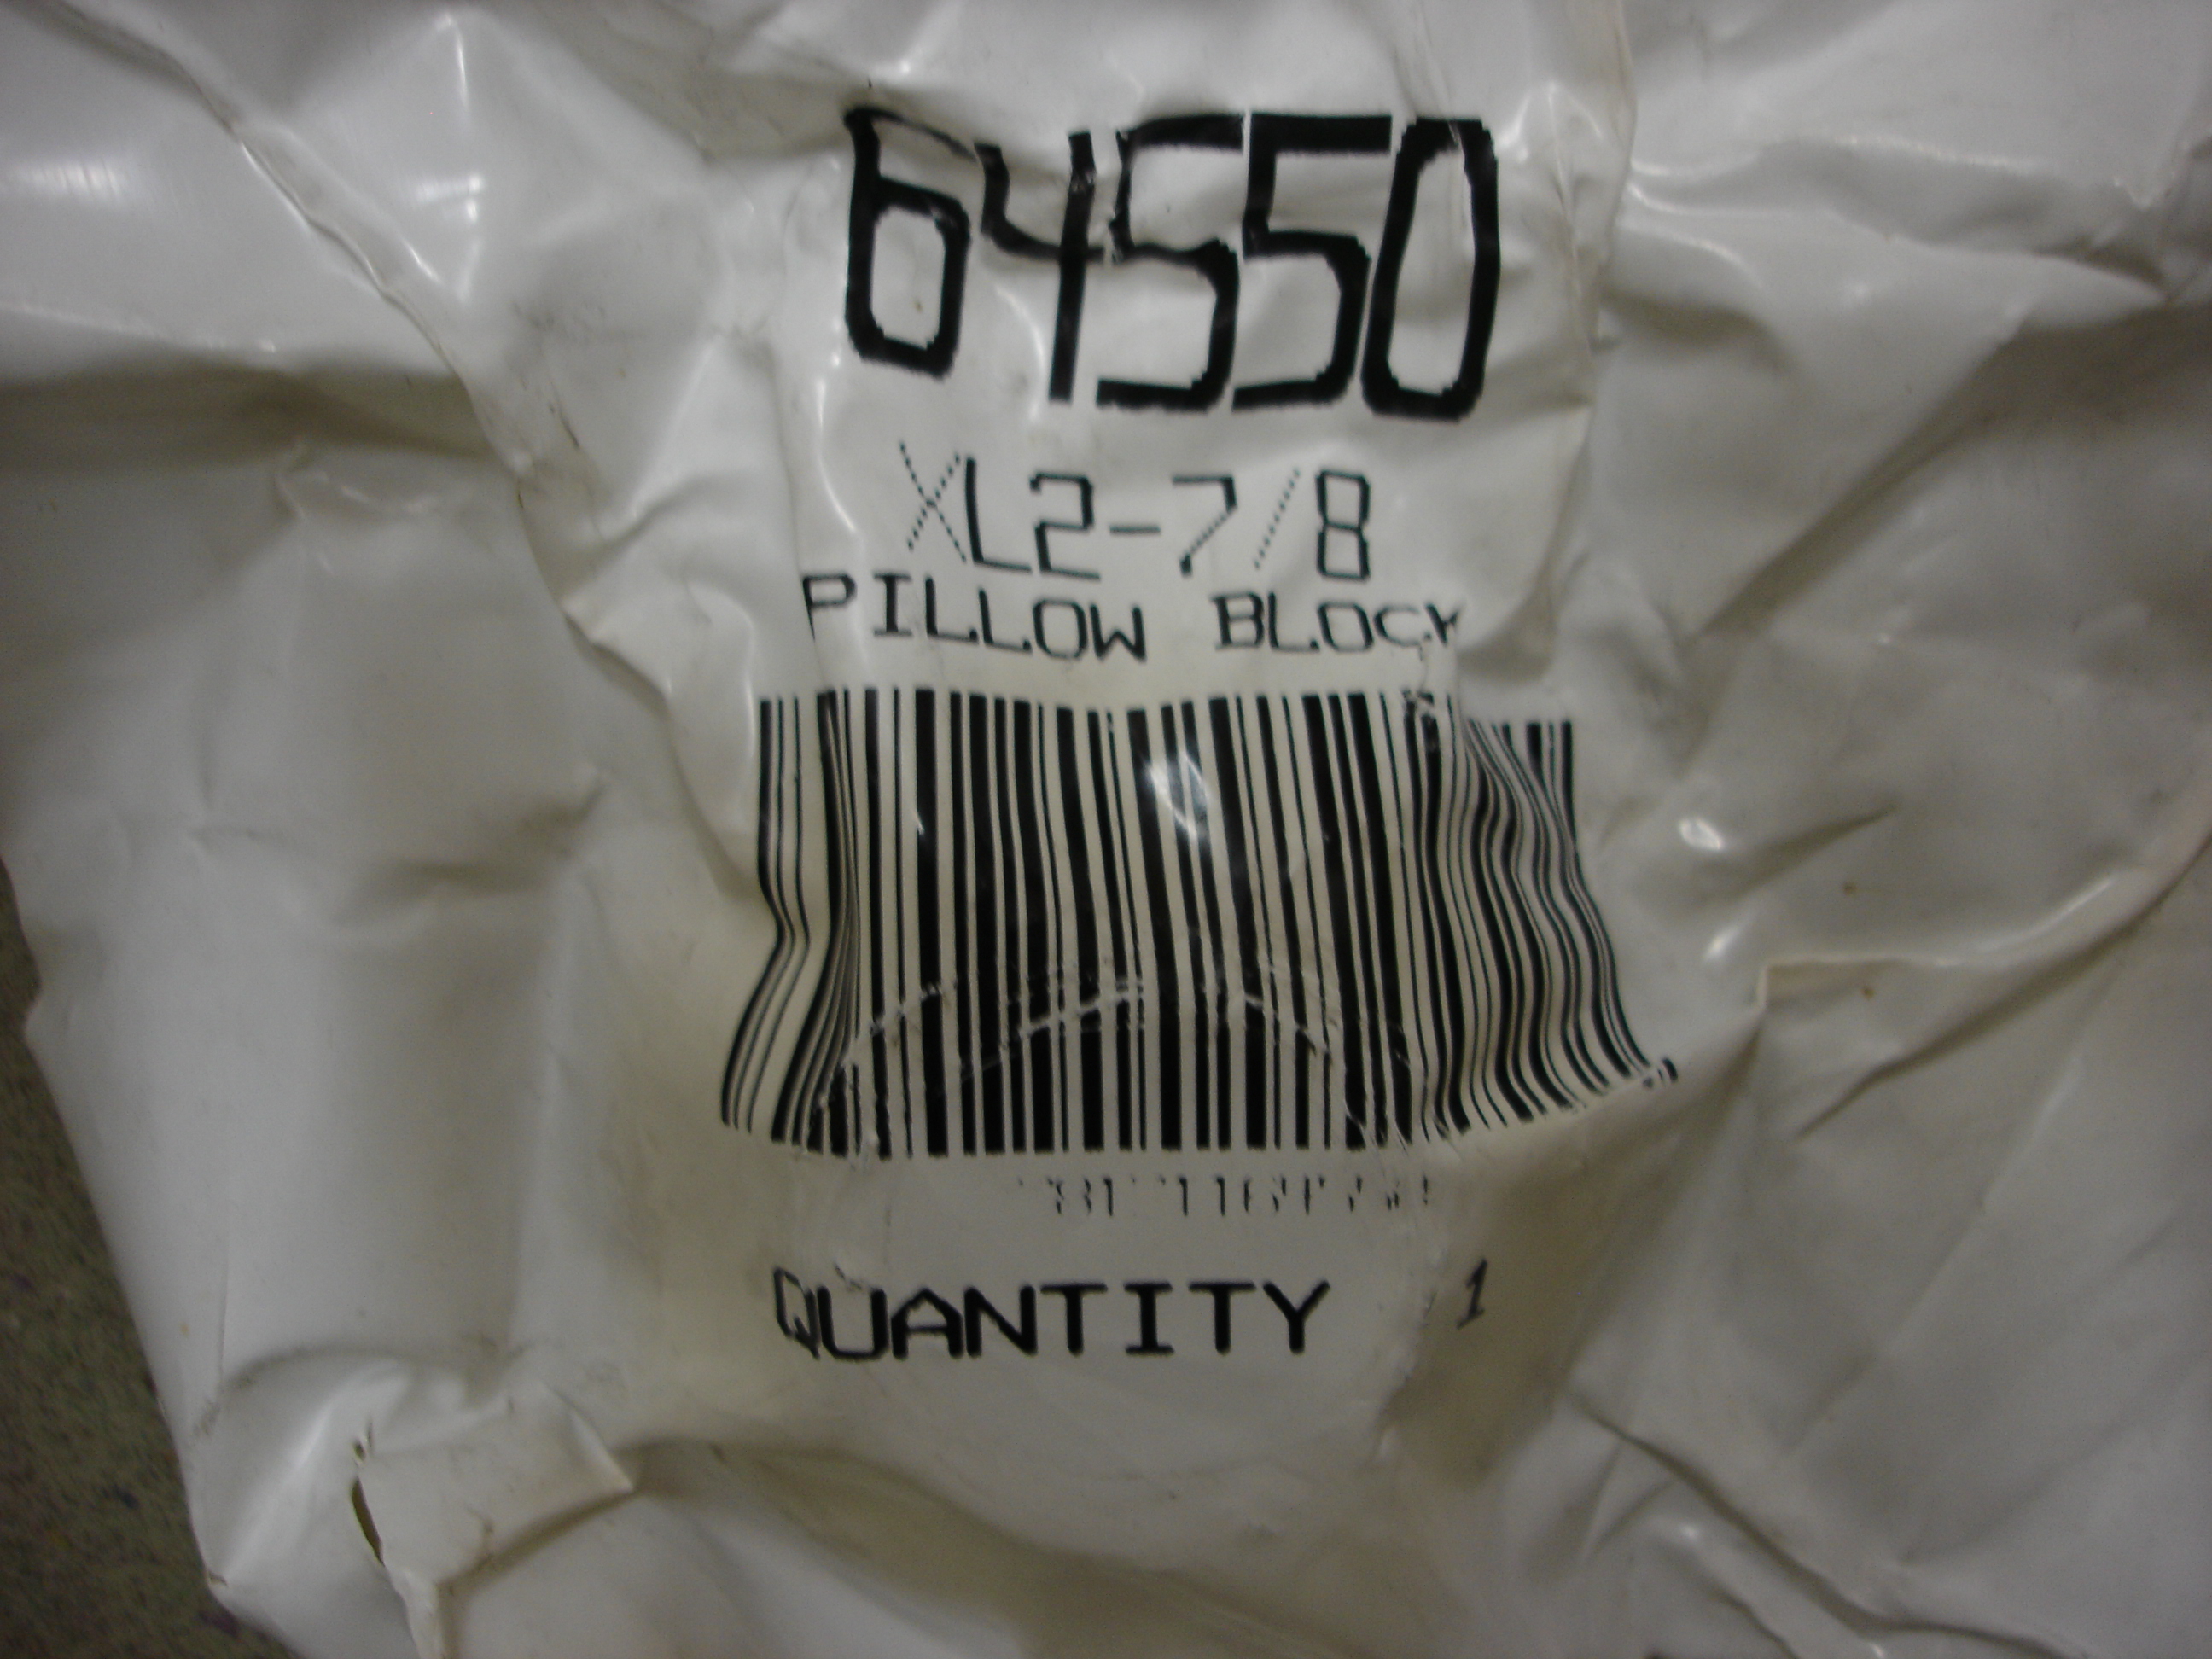 64550
XL2-7/8
PILLOW BLOCK
QUANTITY 1